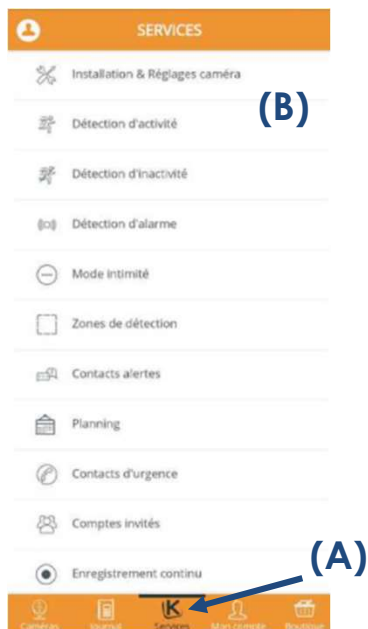 SERVICES
Installation & Réglages caméra
(B)
Détection d'activité
Détection d'inactivité
Détection d'alarme
Mode intimité
Zones de détection
Contacts alertes
Planning
Contacts d'urgence
Comptes invités
(A)
Enregistrement continu
K
Caméras Journal Services Mon compte Boutique